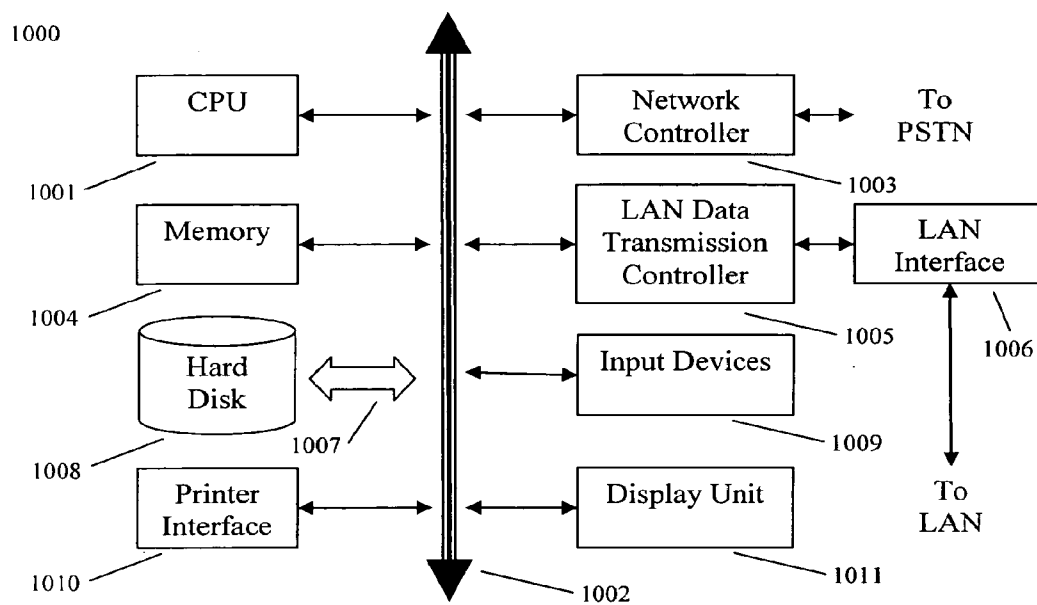 1000
CPU
1001
Network
Controller
1003
To
PSTN
Memory
1004
LAN Data
Transmission
Controller
1005
LAN
Interface
1006
Hard
Disk
1008
1007
Input Devices
1009
Printer
Interface
1010
Display Unit
1011
To
LAN
1002